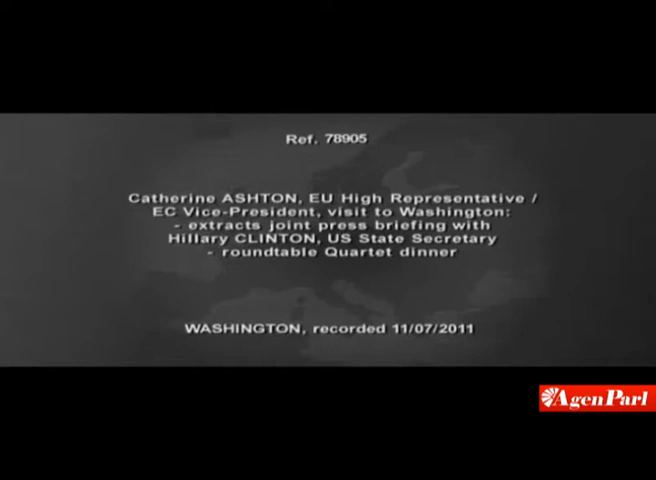 Ref. 78905
Catherine ASHTON, EU High Representative /
EC Vice-President, visit to Washington:
- extracts joint press briefing with
Hillary CLINTON, US State Secretary
- roundtable Quartet dinner
WASHINGTON, recorded 11/07/2011
AgenParl